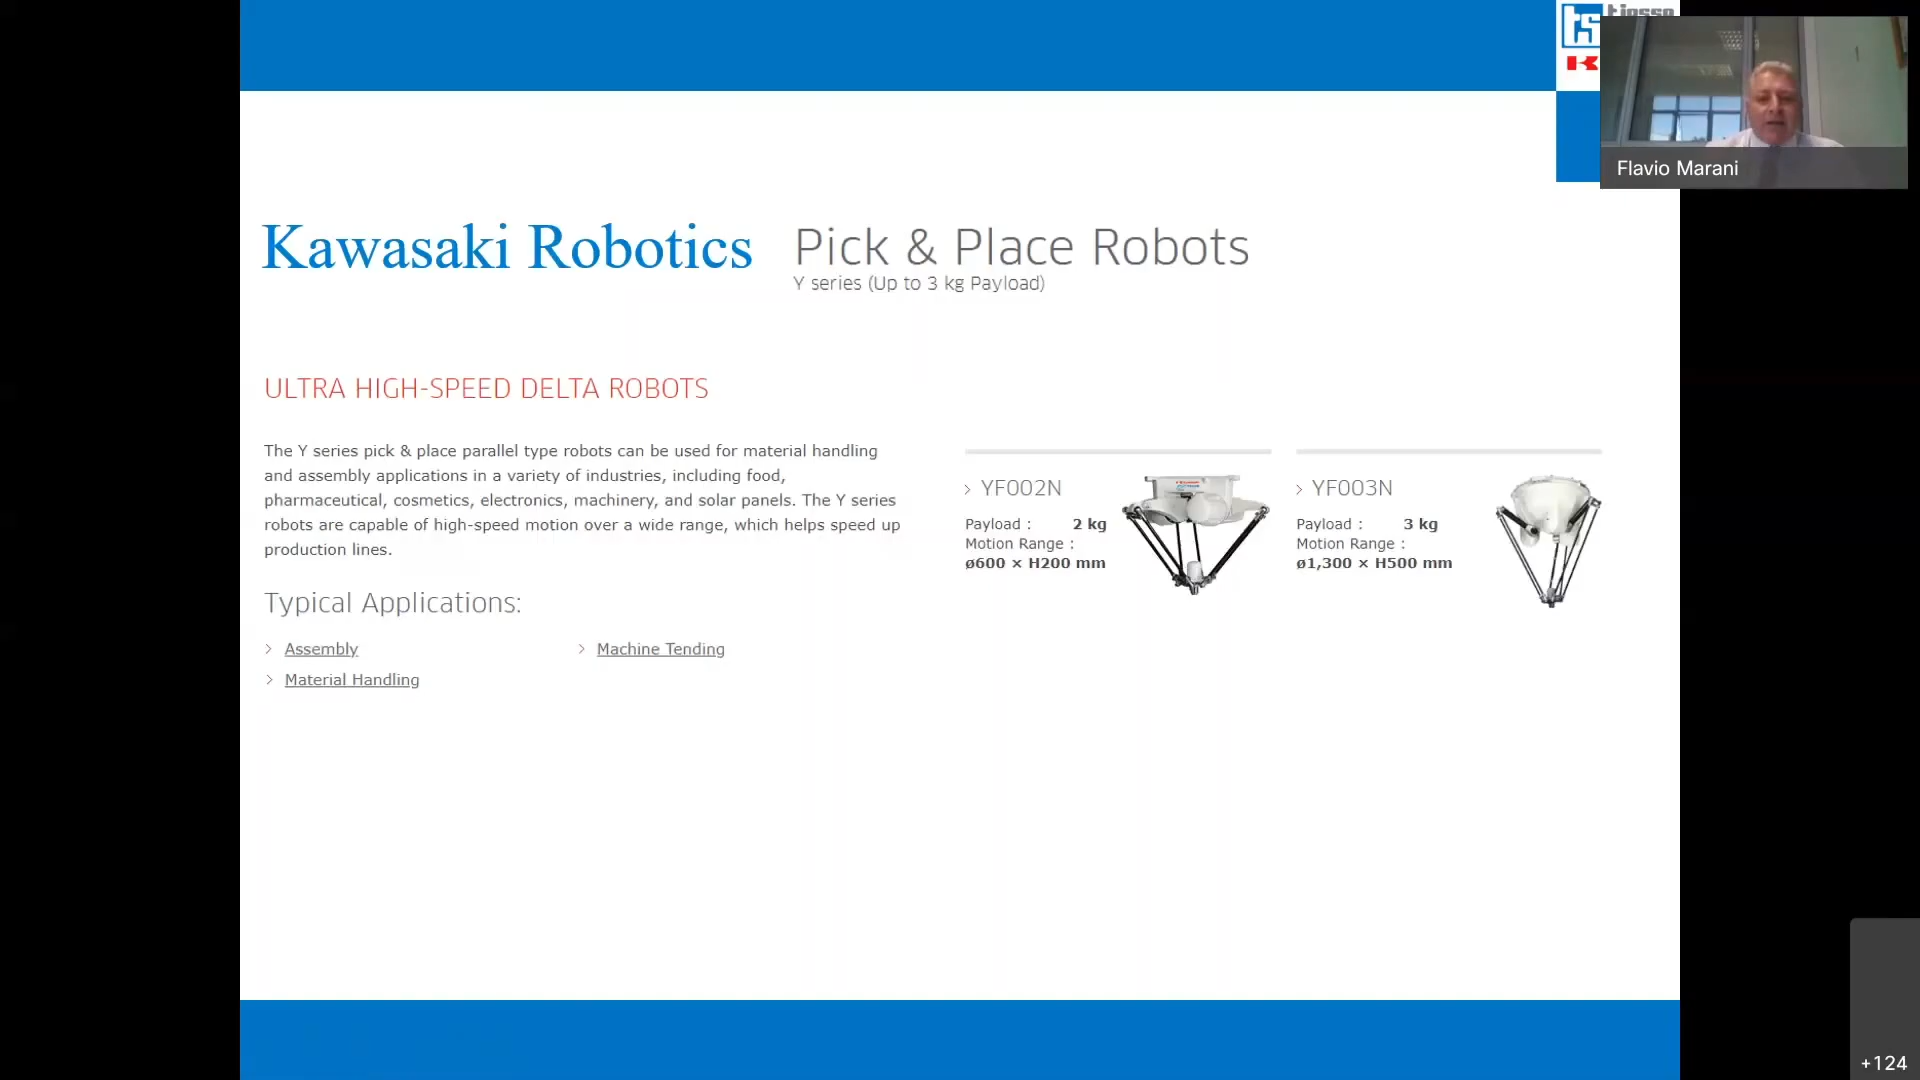 ts tiesse
K
Flavio Marani
Kawasaki Robotics
Pick & Place Robots
Y series (Up to 3 kg Payload)
ULTRA HIGH-SPEED DELTA ROBOTS
The Y series pick & place parallel type robots can be used for material handling
and assembly applications in a variety of industries, including food,
pharmaceutical, cosmetics, electronics, machinery, and solar panels. The Y series
robots are capable of high-speed motion over a wide range, which helps speed up
production lines.
Typical Applications:
> Assembly
> Machine Tending
> Material Handling
> YF002N
Payload : 2 kg
Motion Range :
ø600 × H200 mm
> YF003N
Payload : 3 kg
Motion Range :
ø1,300 × H500 mm
+124